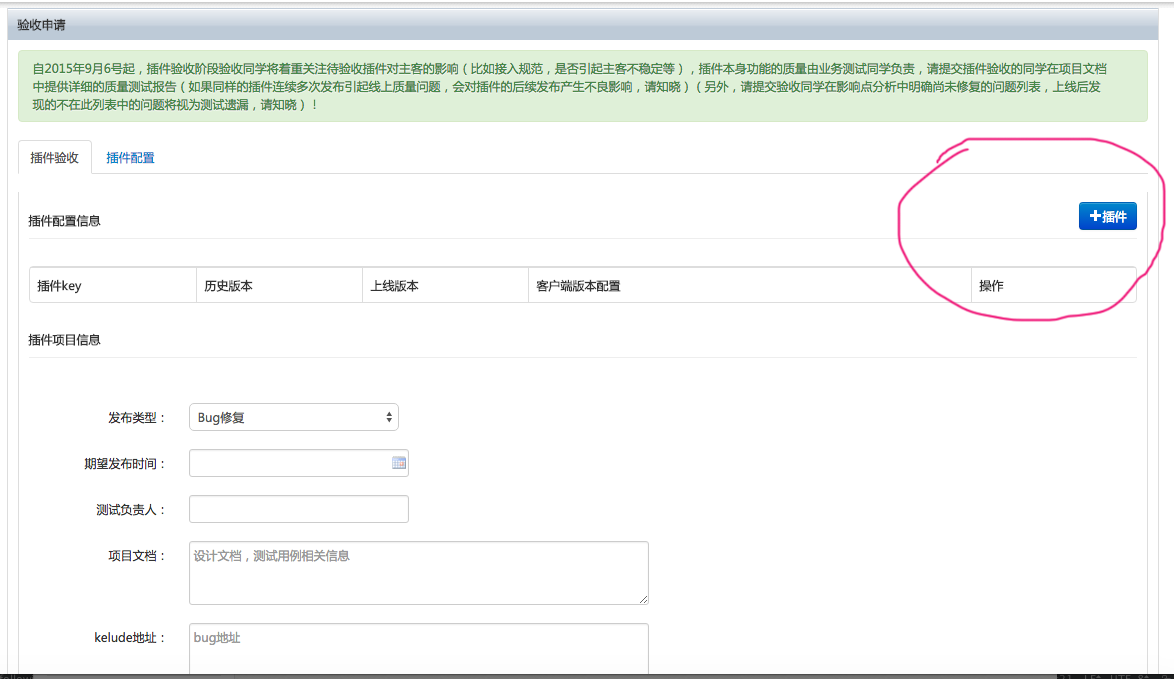 验收申请
自2015年9月6号起，插件验收阶段验收同学将着重关注待验收插件对主客的影响（比如接入规范，是否引起主客不稳定等），插件本身功能的质量由业务测试同学负责，请提交插件验收的同学在项目文档
中提供详细的质量测试报告（如果同样的插件连续多次发布引起线上质量问题，会对插件的后续发布产生不良影响，请知晓）（另外，请提交验收同学在影响点分析中明确尚未修复的问题列表，上线后发
现的不在此列表中的问题将视为测试遗漏，请知晓）！
插件验收 插件配置
插件配置信息 +插件
插件key 历史版本 上线版本 客户端版本配置 操作
插件项目信息
发布类型： Bug修复
期望发布时间：
测试负责人：
项目文档： 设计文档，测试用例相关信息
kelude地址： bug地址